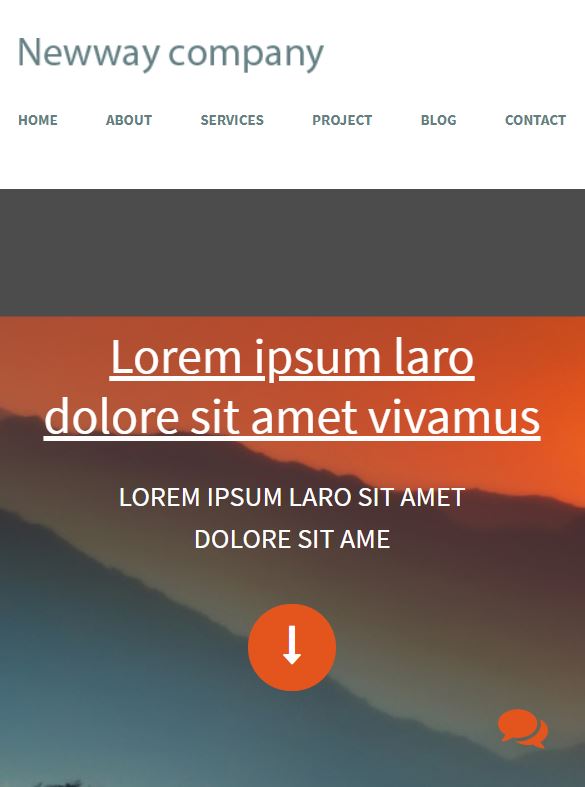 Newway company
HOME ABOUT SERVICES PROJECT BLOG CONTACT
Lorem ipsum laro
dolore sit amet vivamus
LOREM IPSUM LARO SIT AMET
DOLORE SIT AME